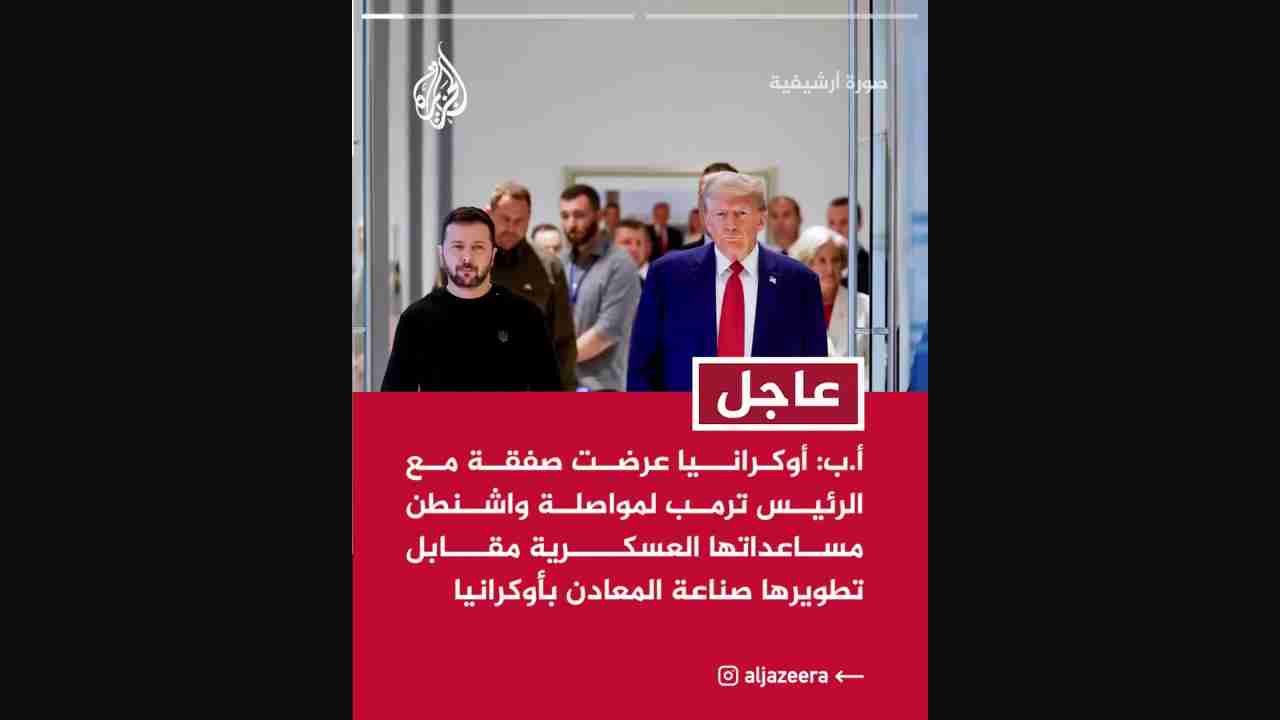 الجزيرة
صورة أرشيفية
عاجل
أ.ب: أوكرانيا عرضت صفقة مع
الرئيس ترمب لمواصلة واشنطن
مساعداتها العسكرية مقابل
تطويرها صناعة المعادن بأوكرانيا
aljazeera